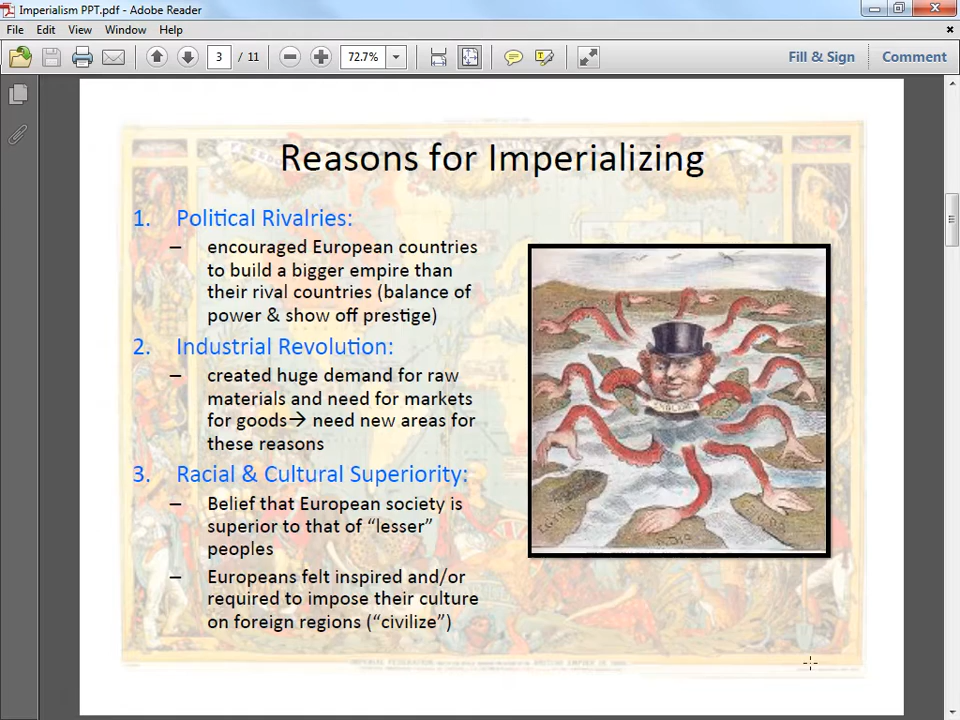 Imperialism PPT.pdf - Adobe Reader
File Edit View Window Help
3 / 11 72.7% Fill & Sign Comment
Reasons for Imperializing
1. Political Rivalries:
– encouraged European countries
to build a bigger empire than
their rival countries (balance of
power & show off prestige)
2. Industrial Revolution:
– created huge demand for raw
materials and need for markets
for goods→ need new areas for
these reasons
3. Racial & Cultural Superiority:
– Belief that European society is
superior to that of “lesser”
peoples
– Europeans felt inspired and/or
required to impose their culture
on foreign regions (“civilize”)
ENGLAND
EGYPT